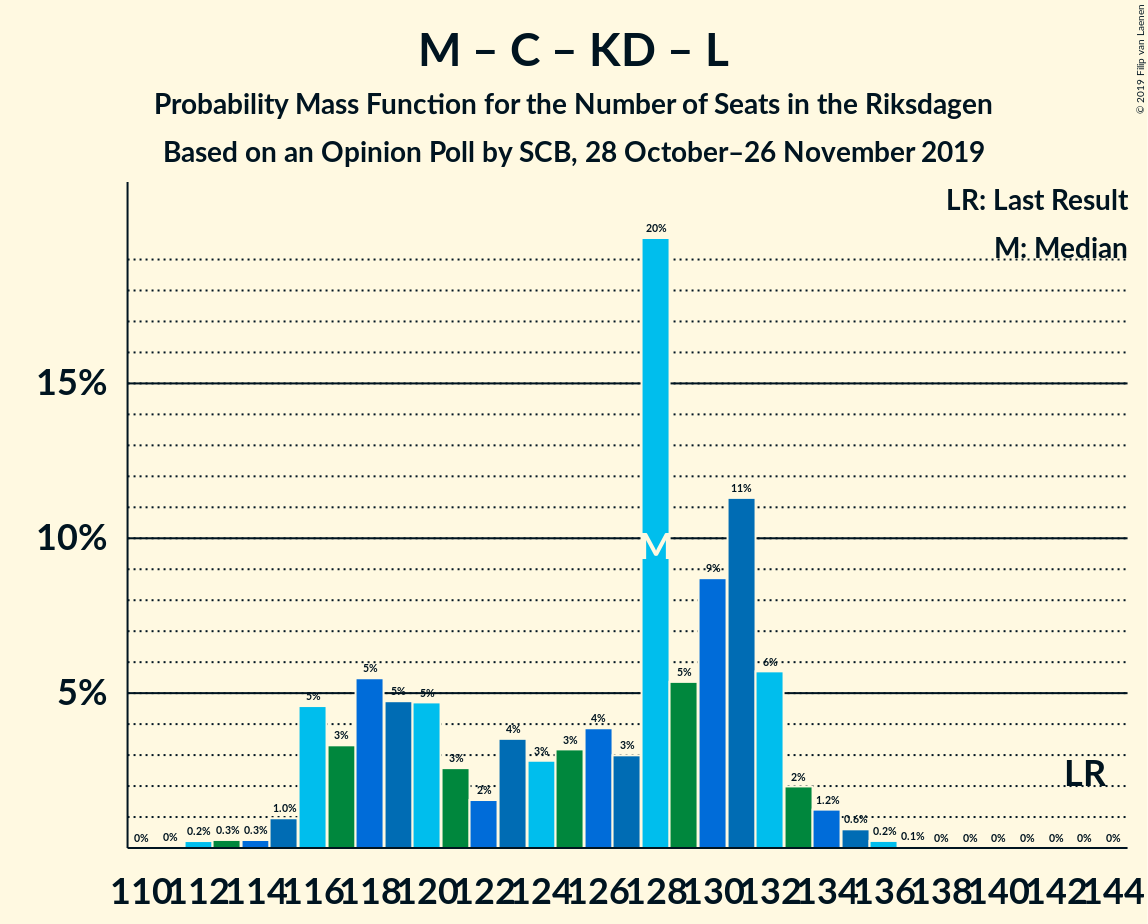 M – C – KD – L
Probability Mass Function for the Number of Seats in the Riksdagen
Based on an Opinion Poll by SCB, 28 October–26 November 2019
© 2019 Filip van Laenen
LR: Last Result
M: Median
15%
10%
5%
0% 0% 0.2% 0.3% 0.3% 1.0% 5% 3% 5% 5% 5% 3% 2% 4% 3% 3% 4% 3% 20% 5% 9% 11% 6% 2% 1.2% 0.6% 0.2% 0.1% 0% 0% 0% 0% 0% 0% 0%
M
LR
110 112 114 116 118 120 122 124 126 128 130 132 134 136 138 140 142 144